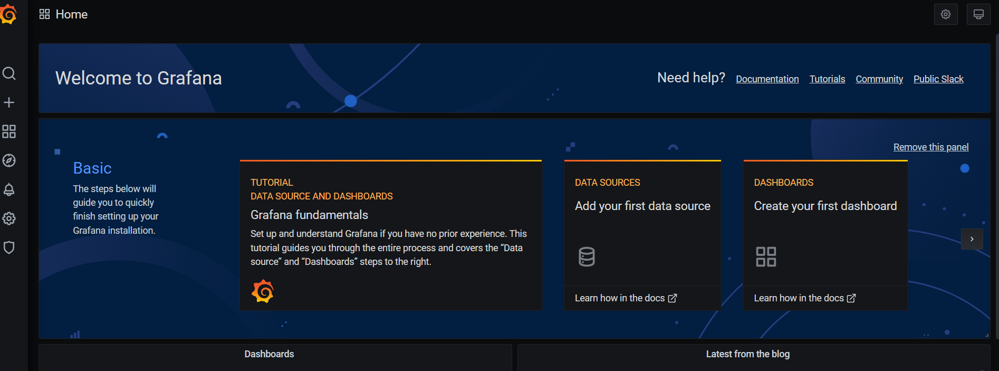 Home
Welcome to Grafana
Need help?
Documentation
Tutorials
Community
Public Slack
Remove this panel
Basic
The steps below will
guide you to quickly
finish setting up your
Grafana installation.
TUTORIAL
DATA SOURCE AND DASHBOARDS
Grafana fundamentals
Set up and understand Grafana if you have no prior experience. This
tutorial guides you through the entire process and covers the “Data
source” and “Dashboards” steps to the right.
DATA SOURCES
Add your first data source
Learn how in the docs
DASHBOARDS
Create your first dashboard
Learn how in the docs
Dashboards
Latest from the blog